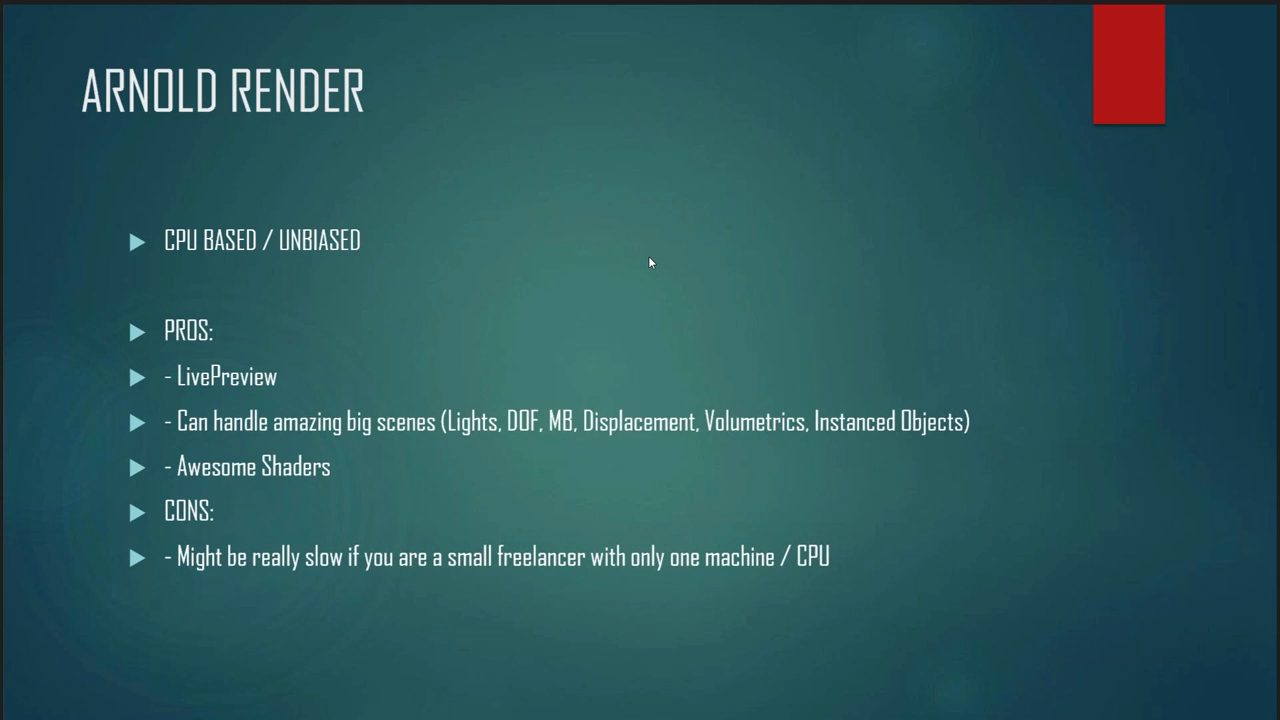 ARNOLD RENDER
CPU BASED / UNBIASED
PROS:
- LivePreview
- Can handle amazing big scenes (Lights, DOF, MB, Displacement, Volumetrics, Instanced Objects)
- Awesome Shaders
CONS:
- Might be really slow if you are a small freelancer with only one machine / CPU